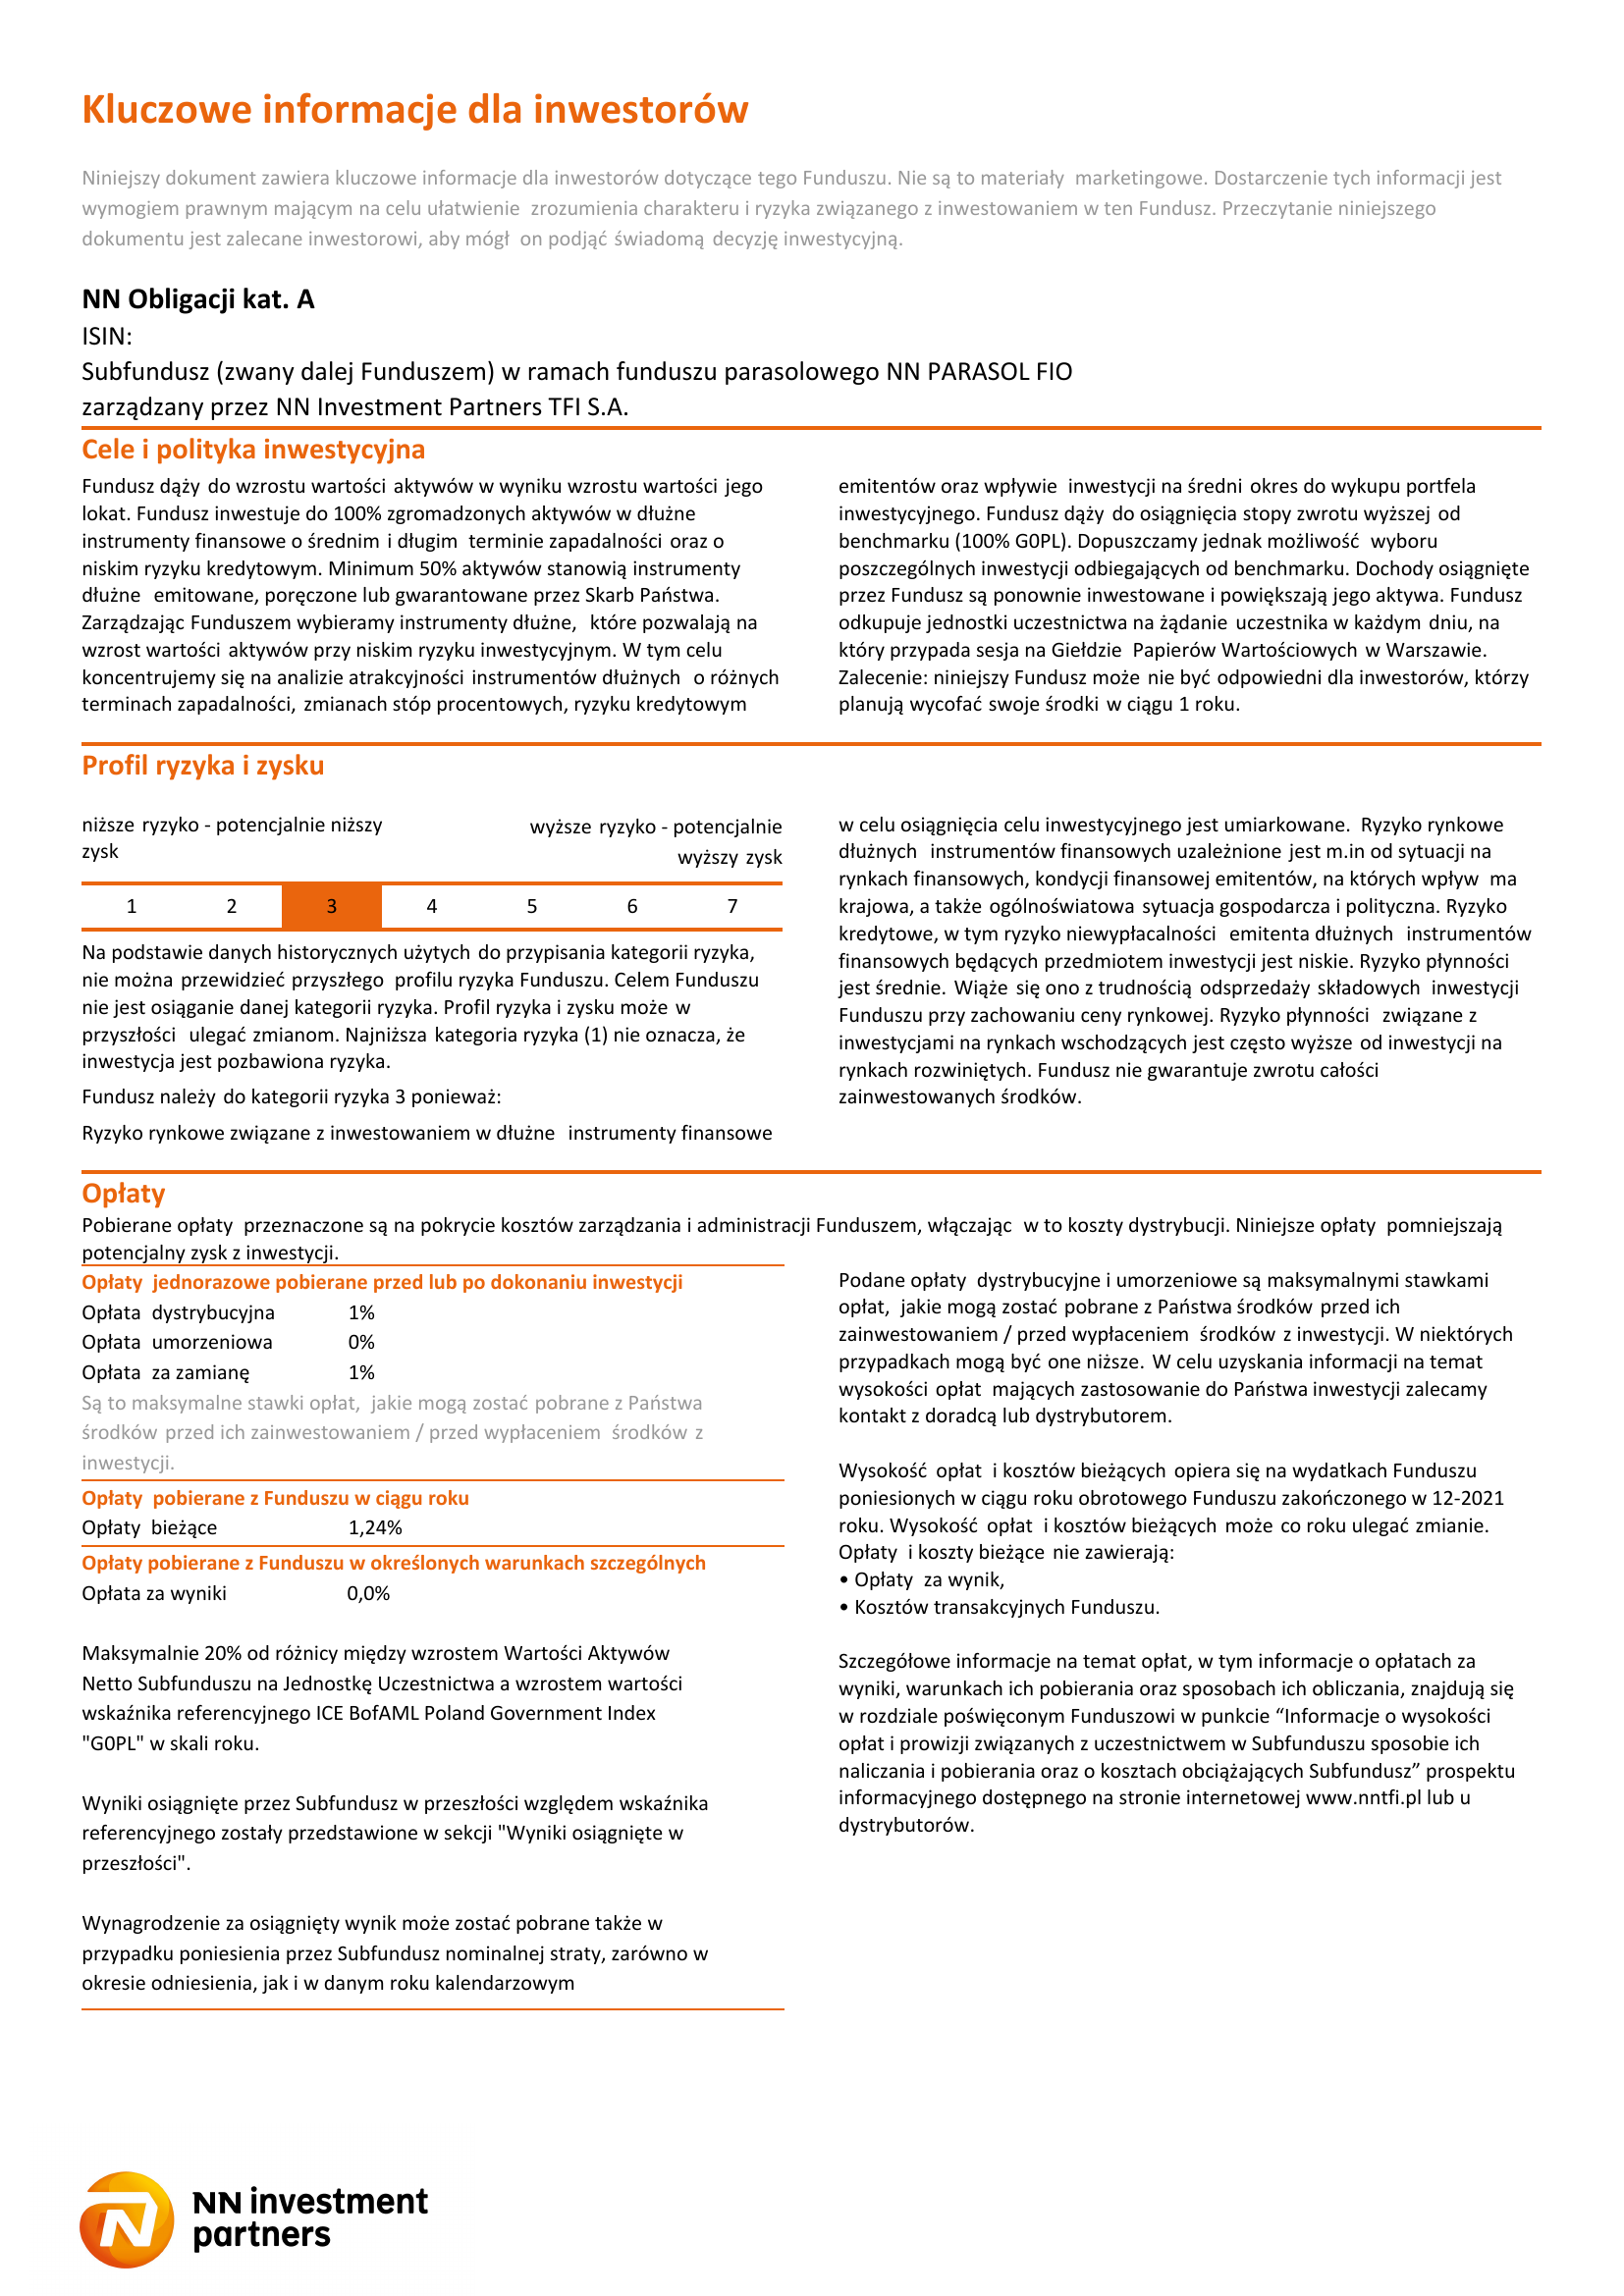 Kluczowe informacje dla inwestorów
Niniejszy dokument zawiera kluczowe informacje dla inwestorów dotyczące tego Funduszu. Nie są to materiały marketingowe. Dostarczenie tych informacji jest
wymogiem prawnym mającym na celu ułatwienie zrozumienia charakteru i ryzyka związanego z inwestowaniem w ten Fundusz. Przeczytanie niniejszego
dokumentu jest zalecane inwestorowi, aby mógł on podjąć świadomą decyzję inwestycyjną.
NN Obligacji kat. A
ISIN:
Subfundusz (zwany dalej Funduszem) w ramach funduszu parasolowego NN PARASOL FIO
zarządzany przez NN Investment Partners TFI S.A.
Cele i polityka inwestycyjna
Fundusz dąży do wzrostu wartości aktywów w wyniku wzrostu wartości jego
lokat. Fundusz inwestuje do 100% zgromadzonych aktywów w dłużne
instrumenty finansowe o średnim i długim terminie zapadalności oraz o
niskim ryzyku kredytowym. Minimum 50% aktywów stanowią instrumenty
dłużne emitowane, poręczone lub gwarantowane przez Skarb Państwa.
Zarządzając Funduszem wybieramy instrumenty dłużne, które pozwalają na
wzrost wartości aktywów przy niskim ryzyku inwestycyjnym. W tym celu
koncentrujemy się na analizie atrakcyjności instrumentów dłużnych o różnych
terminach zapadalności, zmianach stóp procentowych, ryzyku kredytowym
emitentów oraz wpływie inwestycji na średni okres do wykupu portfela
inwestycyjnego. Fundusz dąży do osiągnięcia stopy zwrotu wyższej od
benchmarku (100% G0PL). Dopuszczamy jednak możliwość wyboru
poszczególnych inwestycji odbiegających od benchmarku. Dochody osiągnięte
przez Fundusz są ponownie inwestowane i powiększają jego aktywa. Fundusz
odkupuje jednostki uczestnictwa na żądanie uczestnika w każdym dniu, na
który przypada sesja na Giełdzie Papierów Wartościowych w Warszawie.
Zalecenie: niniejszy Fundusz może nie być odpowiedni dla inwestorów, którzy
planują wycofać swoje środki w ciągu 1 roku.
Profil ryzyka i zysku
niższe ryzyko - potencjalnie niższy
zysk
wyższe ryzyko - potencjalnie
wyższy zysk
1 2 3 4 5 6 7
Na podstawie danych historycznych użytych do przypisania kategorii ryzyka,
nie można przewidzieć przyszłego profilu ryzyka Funduszu. Celem Funduszu
nie jest osiąganie danej kategorii ryzyka. Profil ryzyka i zysku może w
przyszłości ulegać zmianom. Najniższa kategoria ryzyka (1) nie oznacza, że
inwestycja jest pozbawiona ryzyka.
Fundusz należy do kategorii ryzyka 3 ponieważ:
Ryzyko rynkowe związane z inwestowaniem w dłużne instrumenty finansowe
w celu osiągnięcia celu inwestycyjnego jest umiarkowane. Ryzyko rynkowe
dłużnych instrumentów finansowych uzależnione jest m.in od sytuacji na
rynkach finansowych, kondycji finansowej emitentów, na których wpływ ma
krajowa, a także ogólnoświatowa sytuacja gospodarcza i polityczna. Ryzyko
kredytowe, w tym ryzyko niewypłacalności emitenta dłużnych instrumentów
finansowych będących przedmiotem inwestycji jest niskie. Ryzyko płynności
jest średnie. Wiąże się ono z trudnością odsprzedaży składowych inwestycji
Funduszu przy zachowaniu ceny rynkowej. Ryzyko płynności związane z
inwestycjami na rynkach wschodzących jest często wyższe od inwestycji na
rynkach rozwiniętych. Fundusz nie gwarantuje zwrotu całości
zainwestowanych środków.
Opłaty
Pobierane opłaty przeznaczone są na pokrycie kosztów zarządzania i administracji Funduszem, włączając w to koszty dystrybucji. Niniejsze opłaty pomniejszają
potencjalny zysk z inwestycji.
Opłaty jednorazowe pobierane przed lub po dokonaniu inwestycji
Opłata dystrybucyjna 1%
Opłata umorzeniowa 0%
Opłata za zamianę 1%
Są to maksymalne stawki opłat, jakie mogą zostać pobrane z Państwa
środków przed ich zainwestowaniem / przed wypłaceniem środków z
inwestycji.
Opłaty pobierane z Funduszu w ciągu roku
Opłaty bieżące 1,24%
Opłaty pobierane z Funduszu w określonych warunkach szczególnych
Opłata za wyniki 0,0%
Maksymalnie 20% od różnicy między wzrostem Wartości Aktywów
Netto Subfunduszu na Jednostkę Uczestnictwa a wzrostem wartości
wskaźnika referencyjnego ICE BofAML Poland Government Index
"G0PL" w skali roku.
Wyniki osiągnięte przez Subfundusz w przeszłości względem wskaźnika
referencyjnego zostały przedstawione w sekcji "Wyniki osiągnięte w
przeszłości".
Wynagrodzenie za osiągnięty wynik może zostać pobrane także w
przypadku poniesienia przez Subfundusz nominalnej straty, zarówno w
okresie odniesienia, jak i w danym roku kalendarzowym
Podane opłaty dystrybucyjne i umorzeniowe są maksymalnymi stawkami
opłat, jakie mogą zostać pobrane z Państwa środków przed ich
zainwestowaniem / przed wypłaceniem środków z inwestycji. W niektórych
przypadkach mogą być one niższe. W celu uzyskania informacji na temat
wysokości opłat mających zastosowanie do Państwa inwestycji zalecamy
kontakt z doradcą lub dystrybutorem.
Wysokość opłat i kosztów bieżących opiera się na wydatkach Funduszu
poniesionych w ciągu roku obrotowego Funduszu zakończonego w 12-2021
roku. Wysokość opłat i kosztów bieżących może co roku ulegać zmianie.
Opłaty i koszty bieżące nie zawierają:
• Opłaty za wynik,
• Kosztów transakcyjnych Funduszu.
Szczegółowe informacje na temat opłat, w tym informacje o opłatach za
wyniki, warunkach ich pobierania oraz sposobach ich obliczania, znajdują się
w rozdziale poświęconym Funduszowi w punkcie “Informacje o wysokości
opłat i prowizji związanych z uczestnictwem w Subfunduszu sposobie ich
naliczania i pobierania oraz o kosztach obciążających Subfundusz” prospektu
informacyjnego dostępnego na stronie internetowej www.nntfi.pl lub u
dystrybutorów.
NN investment
partners